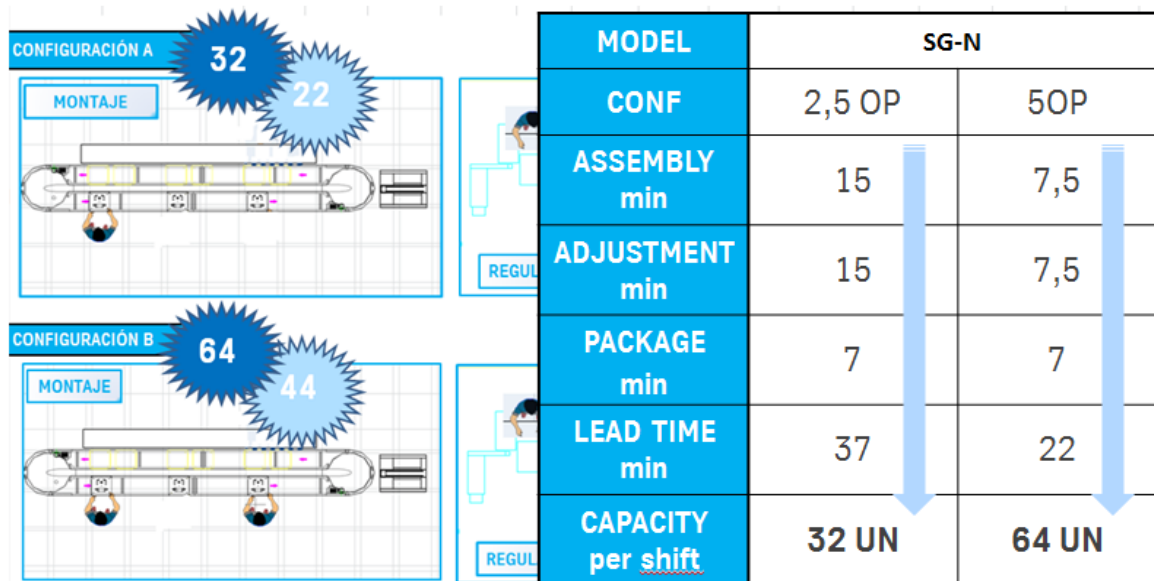 CONFIGURACIÓN A
32
22
MONTAJE
REGUL
CONFIGURACIÓN B
64
44
MONTAJE
REGUL
MODEL SG-N
CONF 2,5 OP 5OP
ASSEMBLY
min 15 7,5
ADJUSTMENT
min 15 7,5
PACKAGE
min 7 7
LEAD TIME
min 37 22
CAPACITY
per shift 32 UN 64 UN